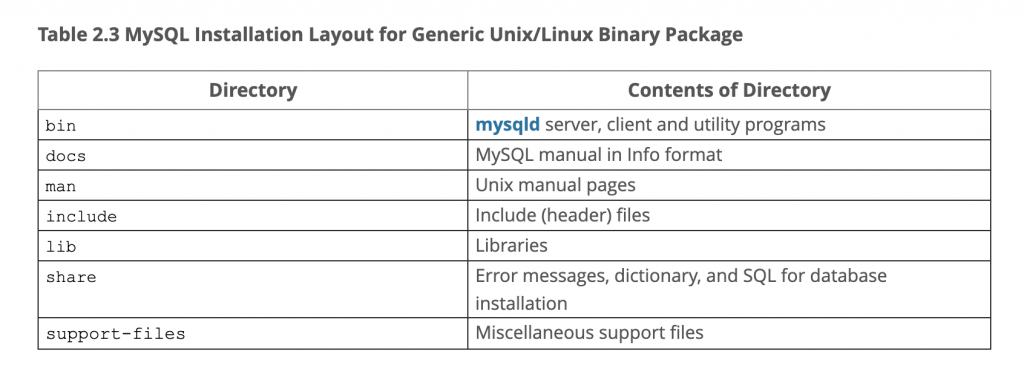 Table 2.3 MySQL Installation Layout for Generic Unix/Linux Binary Package
Directory Contents of Directory
bin mysqld server, client and utility programs
docs MySQL manual in Info format
man Unix manual pages
include Include (header) files
lib Libraries
share Error messages, dictionary, and SQL for database
installation
support-files Miscellaneous support files